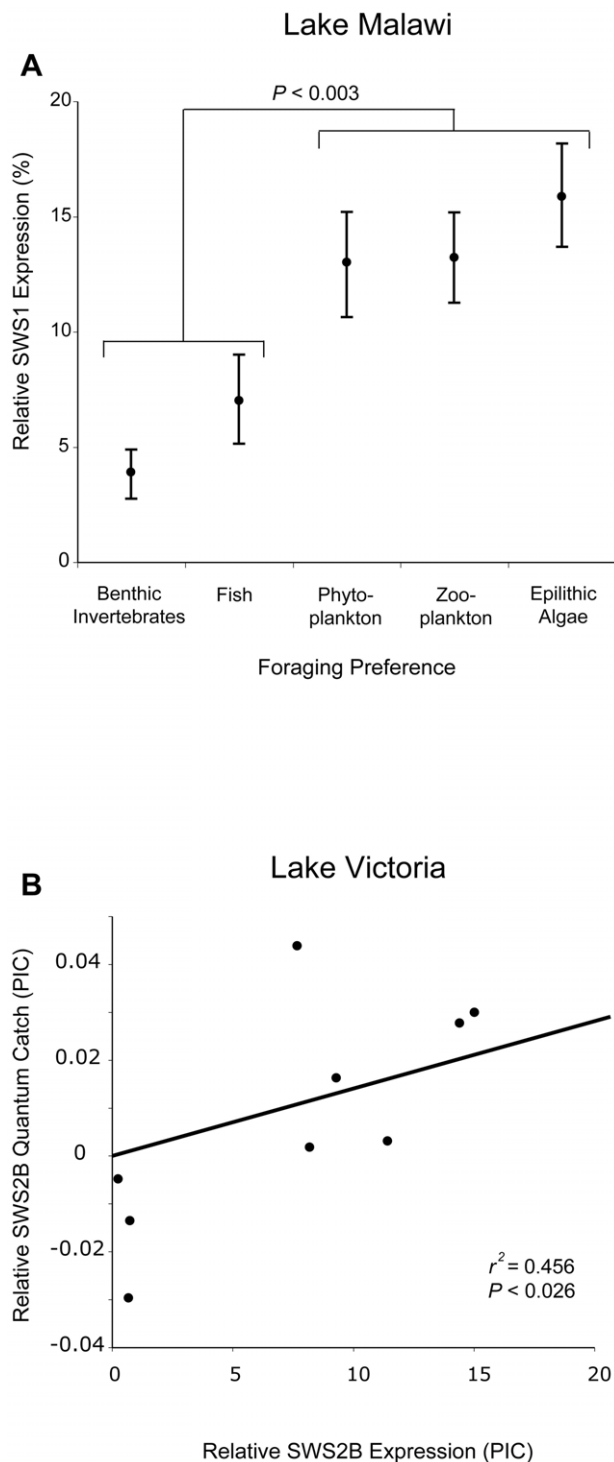 Lake Malawi
A
P < 0.003
20
15
10
5
0
Relative SWS1 Expression (%)
Benthic
Invertebrates
Fish
Phyto-
plankton
Zoo-
plankton
Epilithic
Algae
Foraging Preference
Lake Victoria
B
0.04
0.02
0
-0.02
-0.04
Relative SWS2B Quantum Catch (PIC)
r² = 0.456
P < 0.026
0 5 10 15 20
Relative SWS2B Expression (PIC)